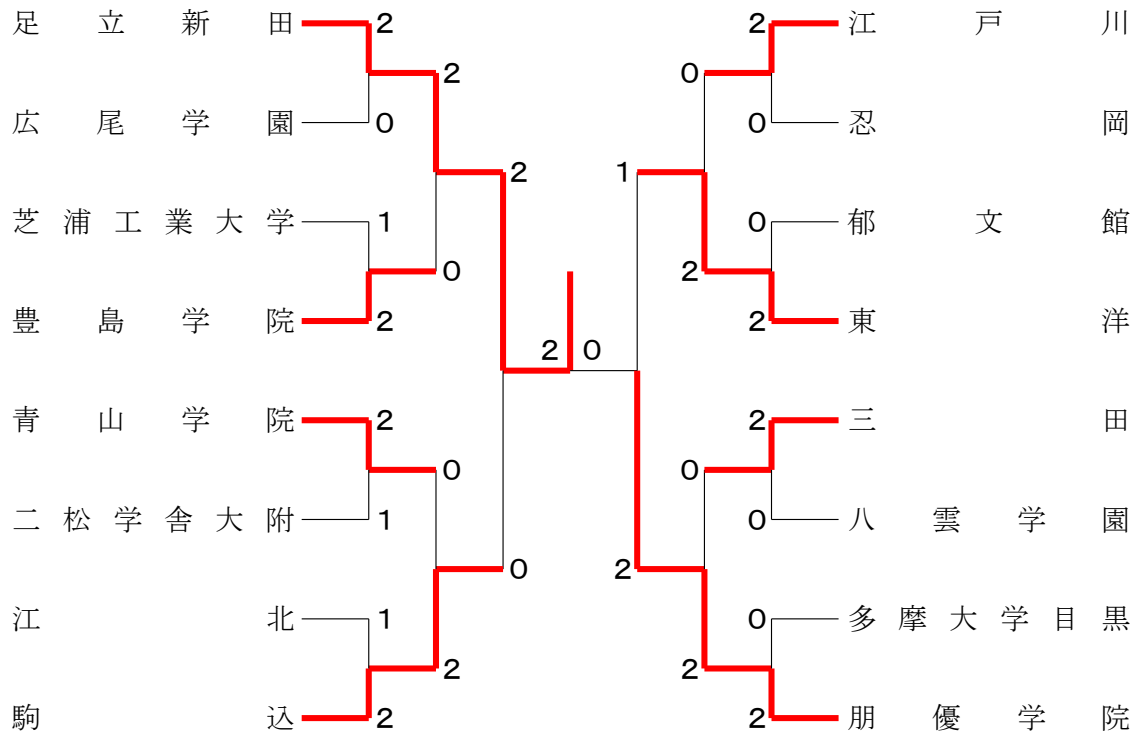 足立新田 2 2 江戸川
2 0
広尾学園 0 0 忍岡
2 1
芝浦工業大学 1 0 郁文館
0 2
豊島学院 2 2 東洋
2 0
青山学院 2 2 三田
0 0
二松学舎大附 1 0 八雲学園
0 2
江北 1 0 多摩大学目黒
2 2
駒込 2 2 朋優学院